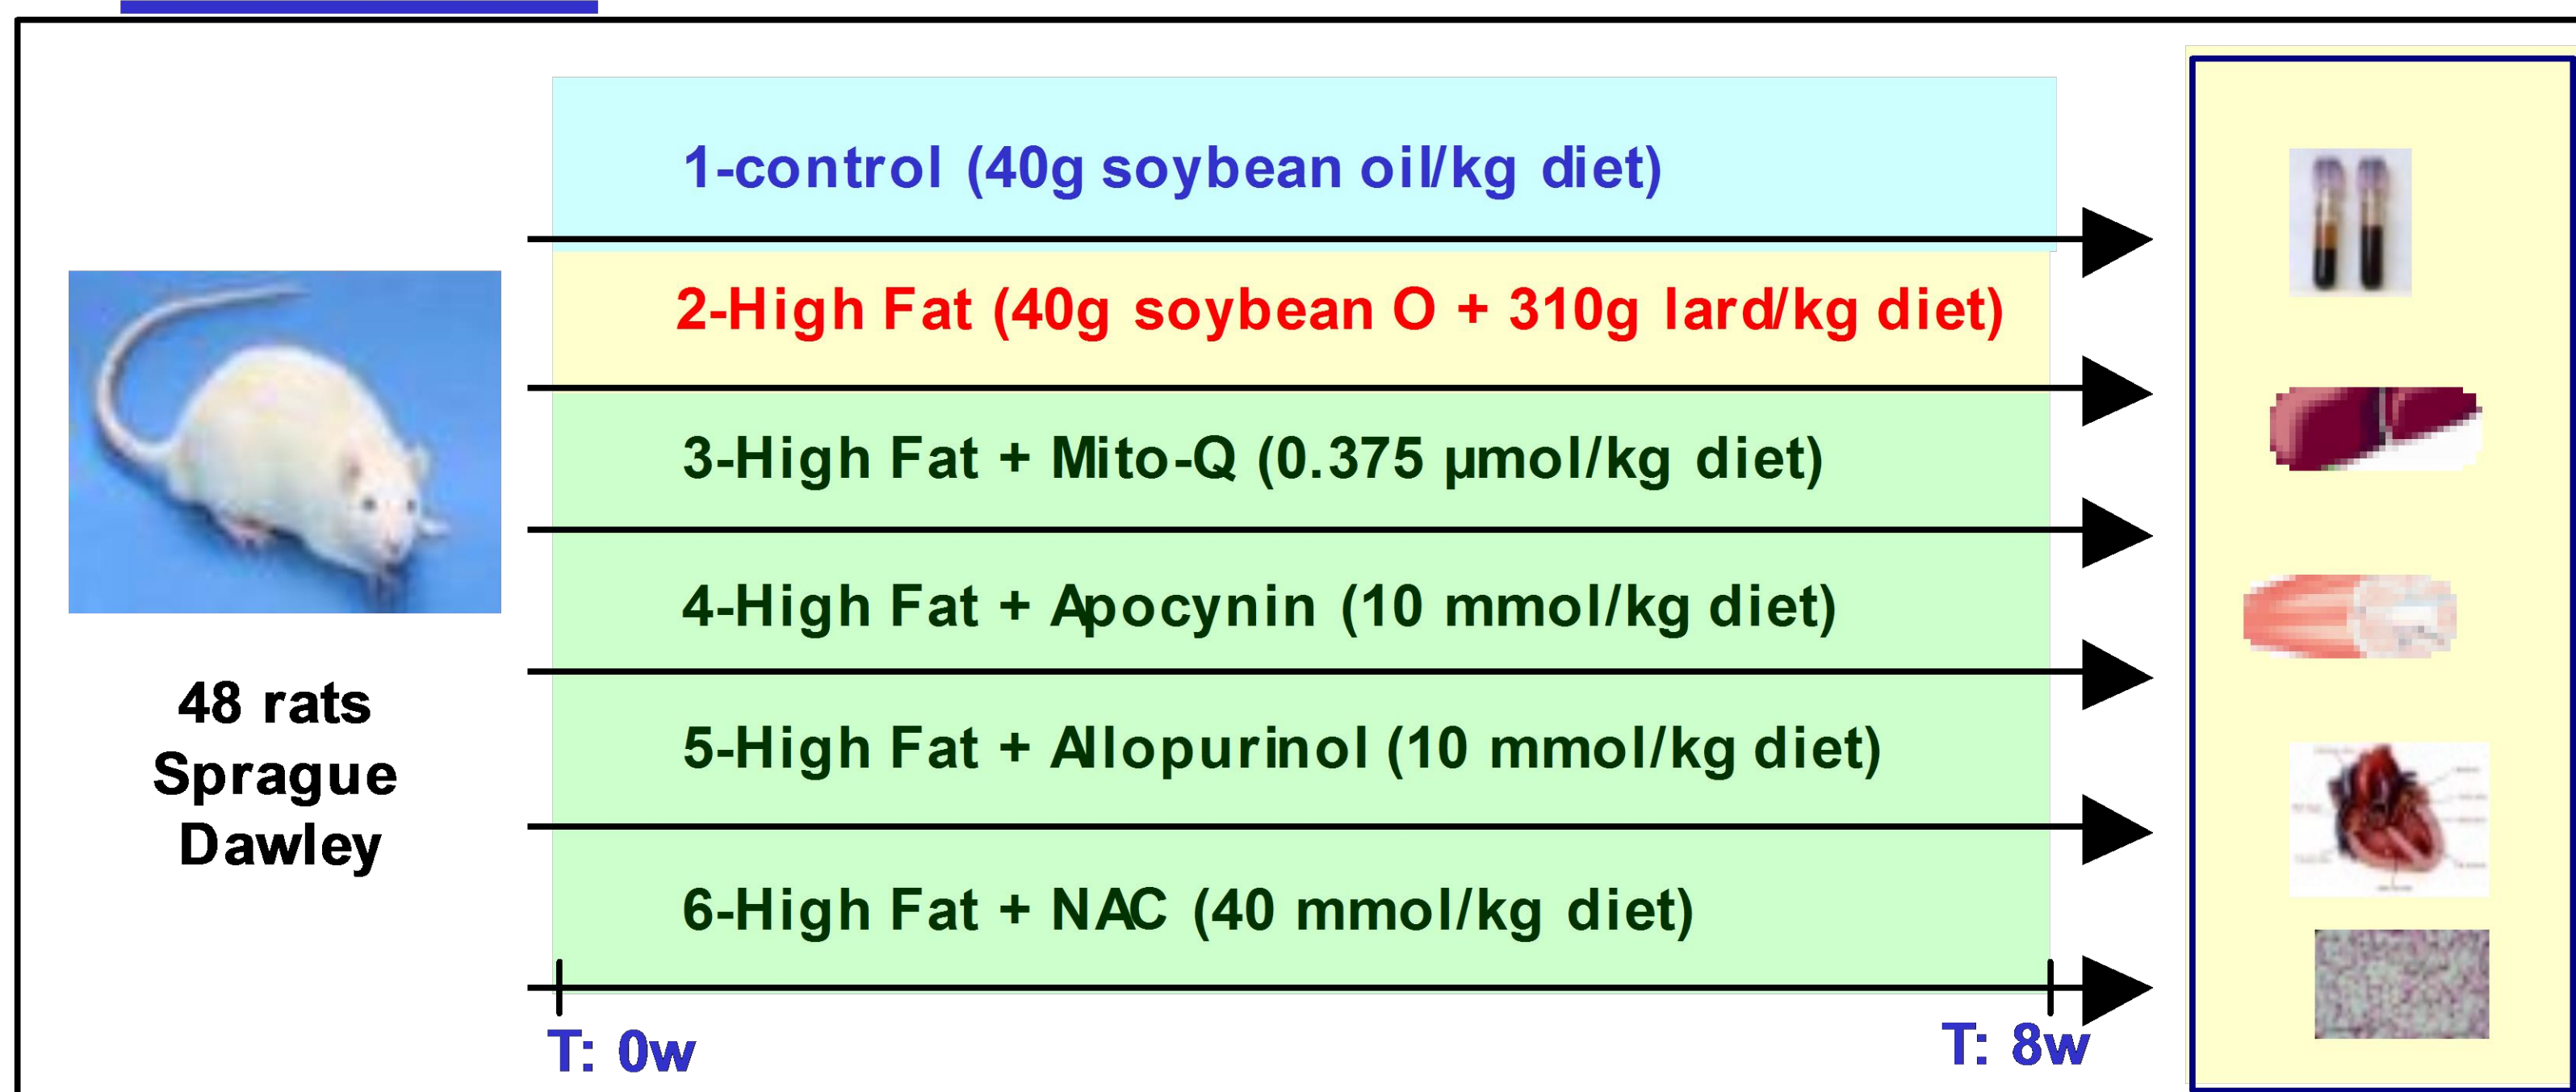 1-control (40g soybean oil/kg diet)
2-High Fat (40g soybean O + 310g lard/kg diet)
3-High Fat + Mito-Q (0.375 µmol/kg diet)
4-High Fat + Apocynin (10 mmol/kg diet)
5-High Fat + Allopurinol (10 mmol/kg diet)
6-High Fat + NAC (40 mmol/kg diet)
48 rats
Sprague
Dawley
T: 0w
T: 8w